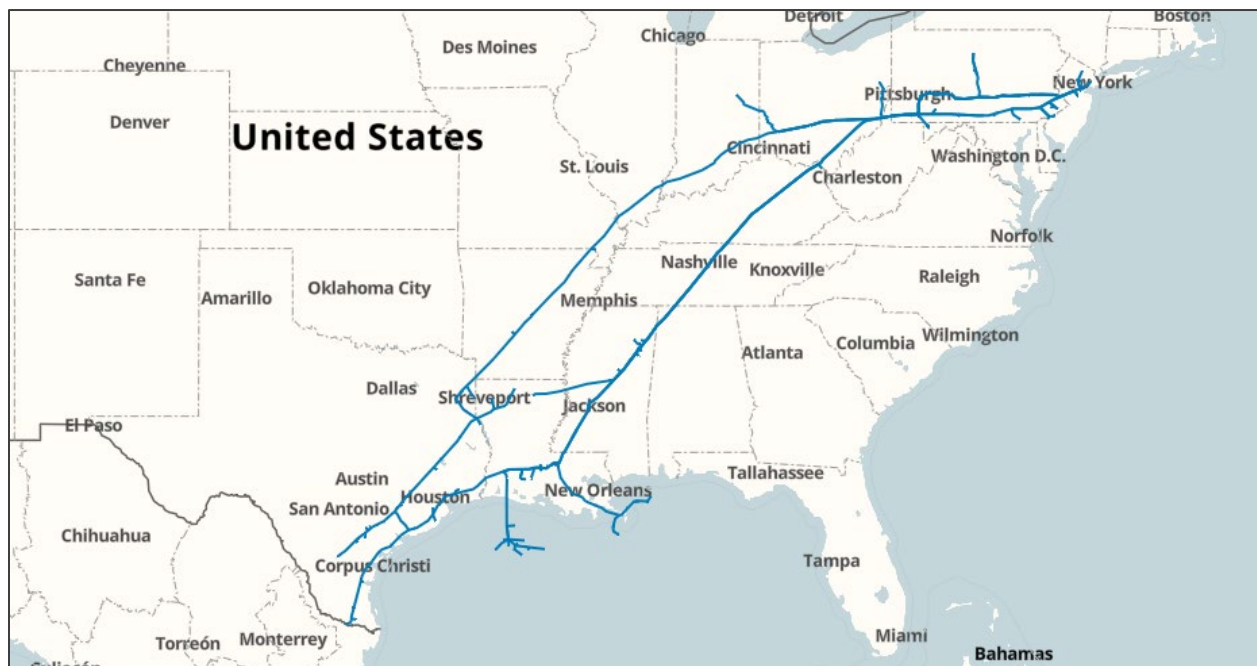 Detroit
Boston
Chicago
Des Moines
Cheyenne
New York
Pittsburgh
Denver
United States
Cincinnati
Washington D.C.
St. Louis
Charleston
Norfolk
Nashville
Knoxville
Raleigh
Santa Fe
Oklahoma City
Amarillo
Memphis
Wilmington
Columbia
Atlanta
Dallas
Shreveport
Jackson
El Paso
Tallahassee
Austin
New Orleans
Houston
San Antonio
Chihuahua
Tampa
Corpus Christi
Miami
Monterrey
Torreón
Bahamas